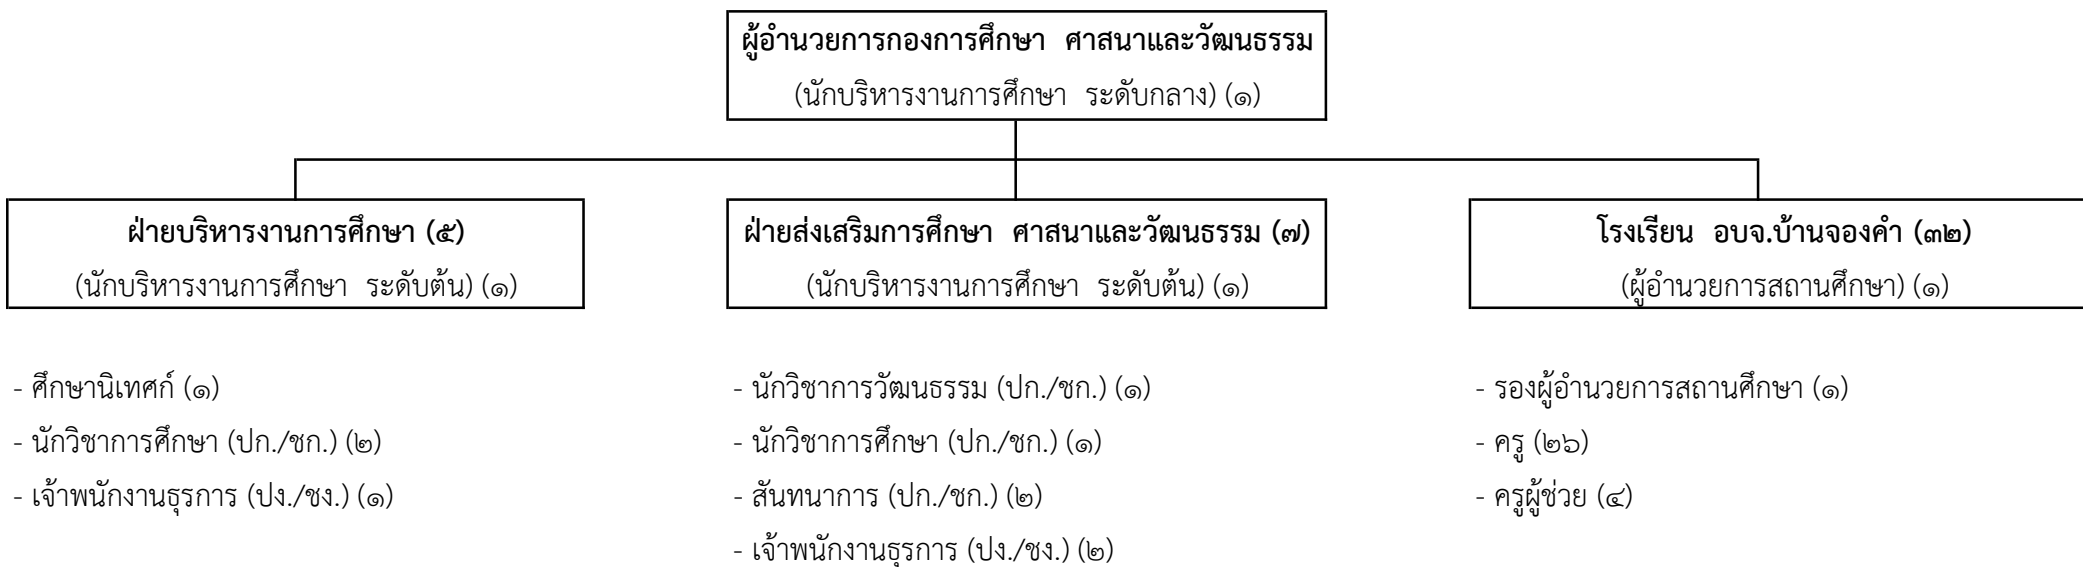 ผู้อำนวยการกองการศึกษา ศาสนาและวัฒนธรรม
(นักบริหารงานการศึกษา ระดับกลาง) (๑)
ฝ่ายบริหารงานการศึกษา (๕)
(นักบริหารงานการศึกษา ระดับต้น) (๑)
- ศึกษานิเทศก์ (๑)
- นักวิชาการศึกษา (ปก./ชก.) (๒)
- เจ้าพนักงานธุรการ (ปง./ชง.) (๑)
ฝ่ายส่งเสริมการศึกษา ศาสนาและวัฒนธรรม (๗)
(นักบริหารงานการศึกษา ระดับต้น) (๑)
- นักวิชาการวัฒนธรรม (ปก./ชก.) (๑)
- นักวิชาการศึกษา (ปก./ชก.) (๑)
- สันทนาการ (ปก./ชก.) (๒)
- เจ้าพนักงานธุรการ (ปง./ชง.) (๒)
โรงเรียน อบจ.บ้านจองคำ (๓๒)
(ผู้อำนวยการสถานศึกษา) (๑)
- รองผู้อำนวยการสถานศึกษา (๑)
- ครู (๒๖)
- ครูผู้ช่วย (๔)